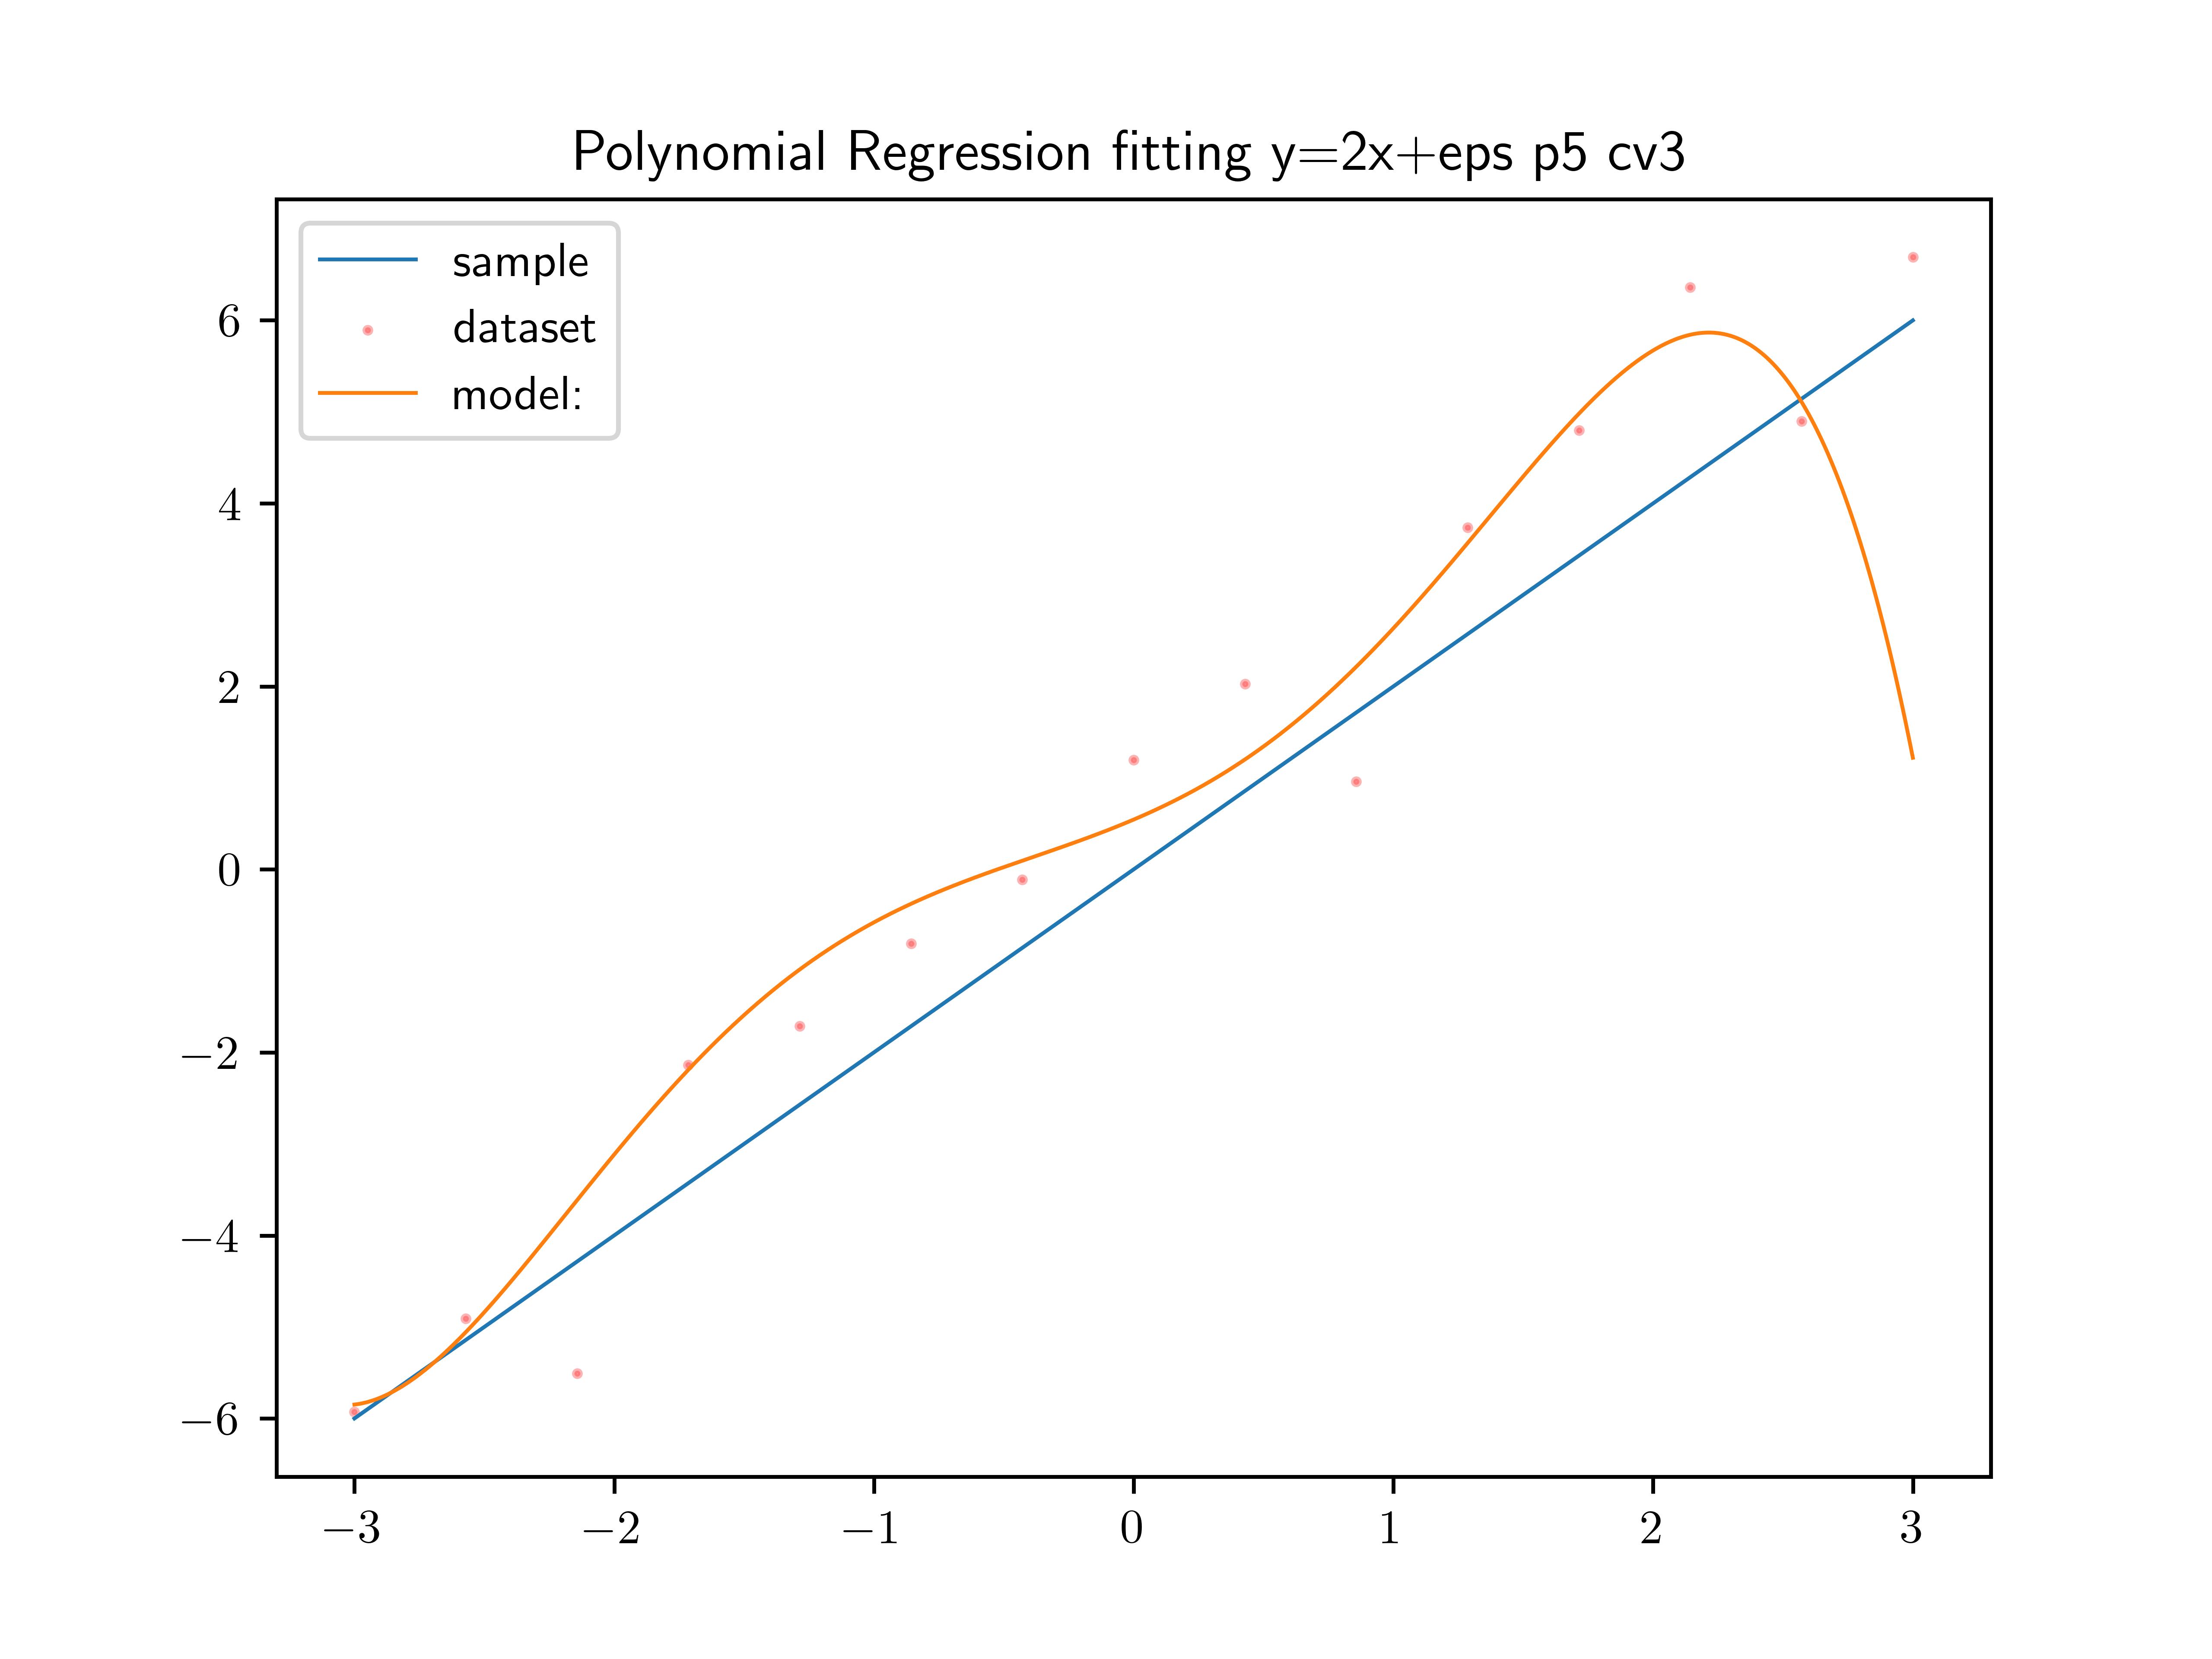 Polynomial Regression fitting y=2x+eps p5 cv3
sample
dataset
model:
6
4
2
0
−2
−4
−6
−3 −2 −1 0 1 2 3